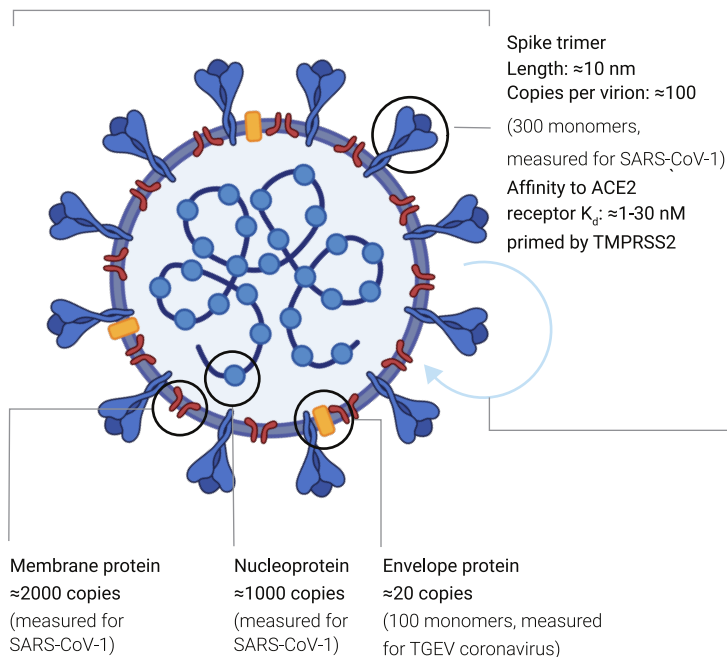 Spike trimer
Length: ≈10 nm
Copies per virion: ≈100
(300 monomers,
measured for SARS-CoV-1)
Affinity to ACE2
receptor Kd: ≈1-30 nM
primed by TMPRSS2
Membrane protein
≈2000 copies
(measured for
SARS-CoV-1)
Nucleoprotein
≈1000 copies
(measured for
SARS-CoV-1)
Envelope protein
≈20 copies
(100 monomers, measured
for TGEV coronavirus)